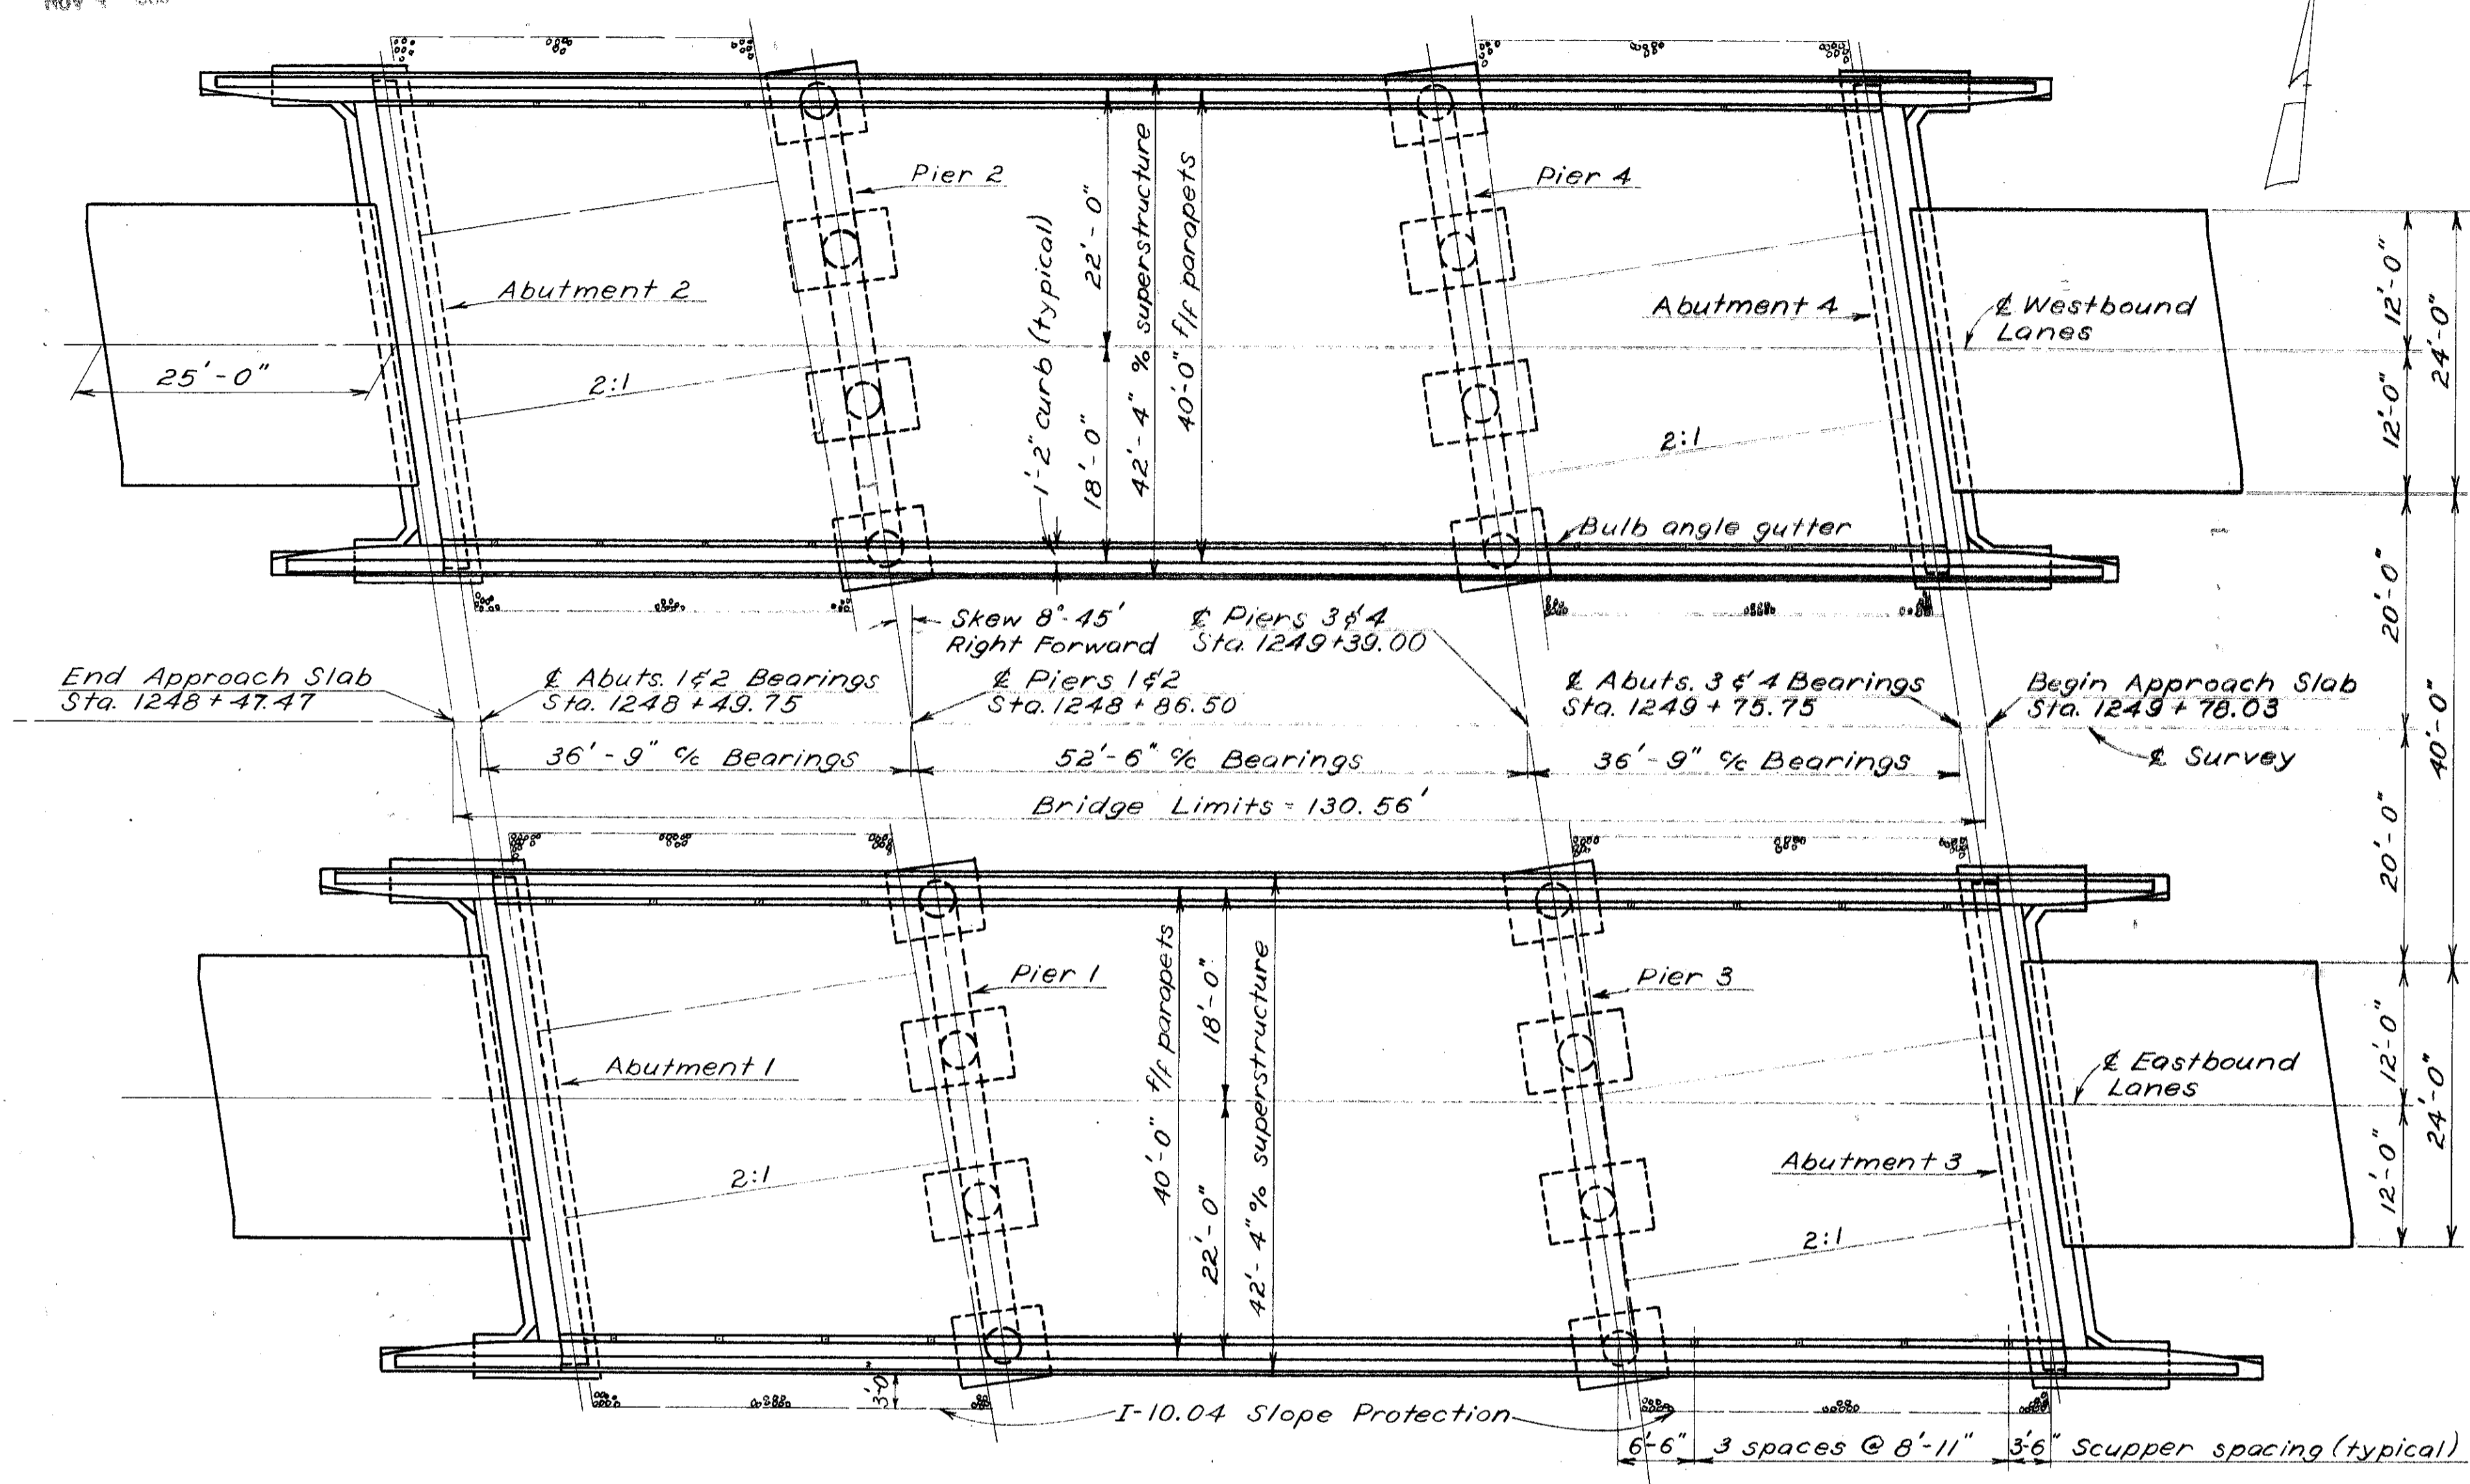 Pier 2
Pier 4
Abutment 2
Abutment 4
℄ Westbound
Lanes
25'-0"
2:1
2:1
1'-2" curb (typical)
22'-0"
18'-0"
42'-4" o/o superstructure
40'-0" f/f parapets
Bulb angle gutter
12'-0"
12'-0"
24'-0"
Skew 8°-45'
Right Forward
℄ Piers 3 & 4
Sta. 1249+39.00
End Approach Slab
Sta. 1248+47.47
℄ Abuts. 1 & 2 Bearings
Sta. 1248+49.75
℄ Piers 1 & 2
Sta. 1248+86.50
℄ Abuts. 3 & 4 Bearings
Sta. 1249+75.75
Begin Approach Slab
Sta. 1249+78.03
36'-9" c/c Bearings
52'-6" c/c Bearings
36'-9" c/c Bearings
℄ Survey
Bridge Limits = 130.56'
20'-0"
20'-0"
40'-0"
Pier 1
Pier 3
Abutment 1
Abutment 3
℄ Eastbound
Lanes
2:1
2:1
40'-0" f/f parapets
18'-0"
22'-0"
42'-4" o/o superstructure
12'-0"
12'-0"
24'-0"
3'-0"
I-10.04 Slope Protection
6'-6"
3 spaces @ 8'-11"
3'-6"
Scupper spacing (typical)